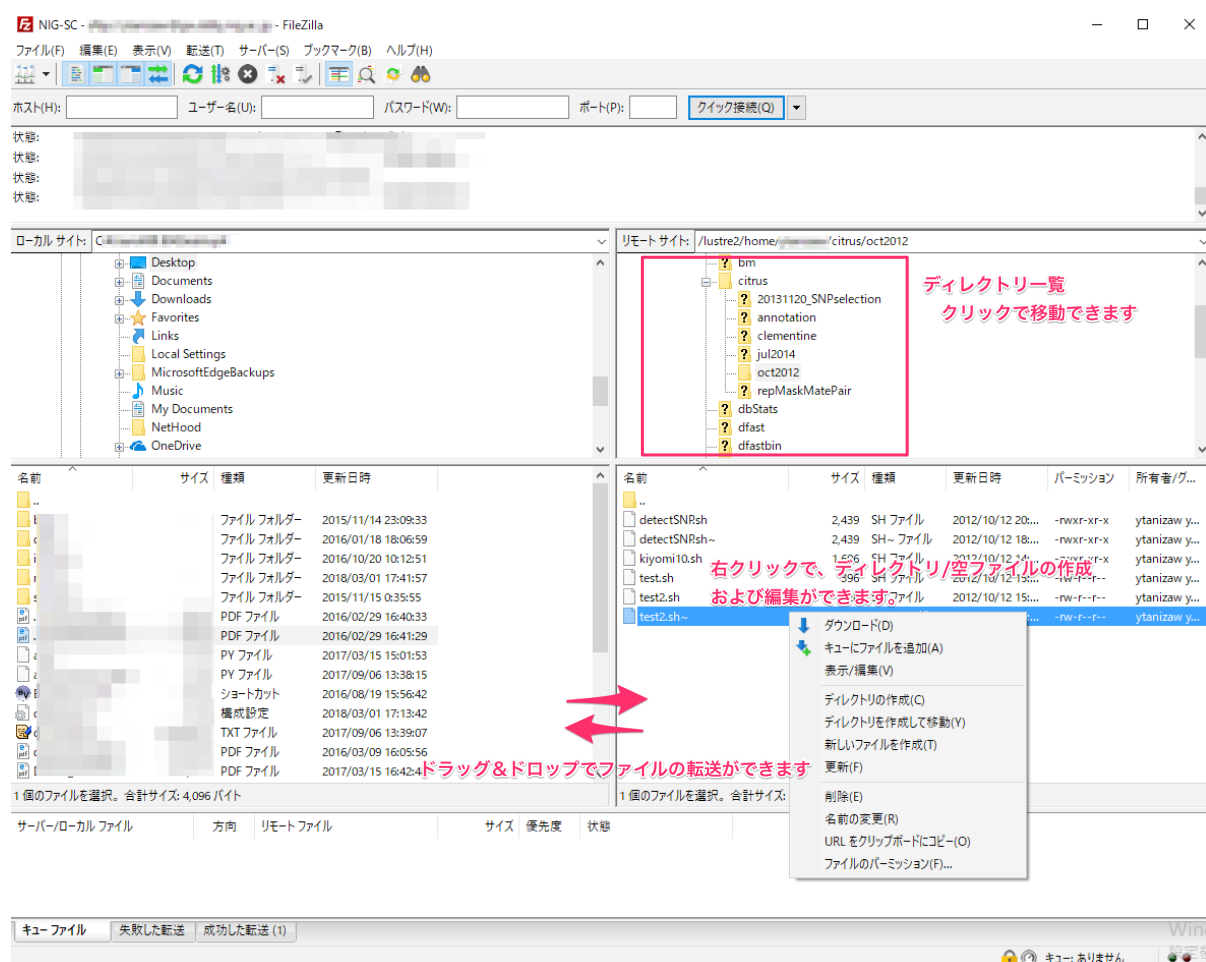 NIG-SC - - FileZilla
ファイル(F) 編集(E) 表示(V) 転送(T) サーバー(S) ブックマーク(B) ヘルプ(H)
ホスト(H): ユーザー名(U): パスワード(W): ポート(P): クイック接続(Q)
状態:
状態:
状態:
状態:
ローカル サイト: C
リモート サイト: /lustre2/home/ /citrus/oct2012
Desktop
Documents
Downloads
Favorites
Links
Local Settings
MicrosoftEdgeBackups
Music
My Documents
NetHood
OneDrive
bm
citrus
20131120_SNPselection
annotation
clementine
jul2014
oct2012
repMaskMatePair
dbStats
dfast
dfastbin
ディレクトリ一覧
クリックで移動できます
名前 サイズ 種類 更新日時
..
ファイル フォルダー 2015/11/14 23:09:33
ファイル フォルダー 2016/01/18 18:06:59
ファイル フォルダー 2016/10/20 10:12:51
ファイル フォルダー 2018/03/01 17:41:57
ファイル フォルダー 2015/11/15 0:35:55
PDF ファイル 2016/02/29 16:40:33
PDF ファイル 2016/02/29 16:41:29
PY ファイル 2017/03/15 15:01:53
PY ファイル 2017/09/06 13:38:15
ショートカット 2016/08/19 15:56:42
構成設定 2018/03/01 17:13:42
TXT ファイル 2017/09/06 13:39:07
PDF ファイル 2016/03/09 16:05:56
PDF ファイル 2017/03/15 16:42:4
1 個のファイルを選択。合計サイズ: 4,096 バイト
名前 サイズ 種類 更新日時 パーミッション 所有者/グ...
..
detectSNP.sh 2,439 SH ファイル 2012/10/12 20:... -rwxr-xr-x ytanizaw y...
detectSNP.sh~ 2,439 SH~ ファイル 2012/10/12 18:... -rwxr-xr-x ytanizaw y...
kiyomi10.sh SH ファイル 2012/10/12 14:... -rwxr-xr-x ytanizaw y...
test.sh 396 SH ファイル 2012/10/12 15:... -rw-r--r-- ytanizaw y...
test2.sh ファイル 2012/10/12 15:... -rw-r--r-- ytanizaw y...
test2.sh~ -rw-r--r-- ytanizaw y...
右クリックで、ディレクトリ/空ファイルの作成
および編集ができます。
ダウンロード(D)
キューにファイルを追加(A)
表示/編集(V)
ディレクトリの作成(C)
ディレクトリを作成して移動(Y)
新しいファイルを作成(T)
更新(F)
削除(E)
名前の変更(R)
URL をクリップボードにコピー(O)
ファイルのパーミッション(F)...
ドラッグ&ドロップでファイルの転送ができます
1 個のファイルを選択。合計サイズ:
サーバー/ローカル ファイル 方向 リモート ファイル サイズ 優先度 状態
キュー ファイル 失敗した転送 成功した転送 (1)
キュー: ありません